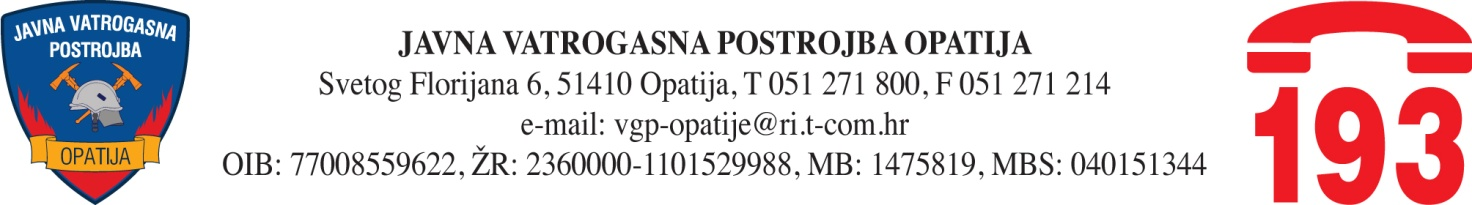 JAVNA VATROGASNA
POSTROJBA
OPATIJA
JAVNA VATROGASNA POSTROJBA OPATIJA
Svetog Florijana 6, 51410 Opatija, T 051 271 800, F 051 271 214
e-mail: vgp-opatije@ri.t-com.hr
OIB: 77008559622, ŽR: 2360000-1101529988, MB: 1475819, MBS: 040151344
193